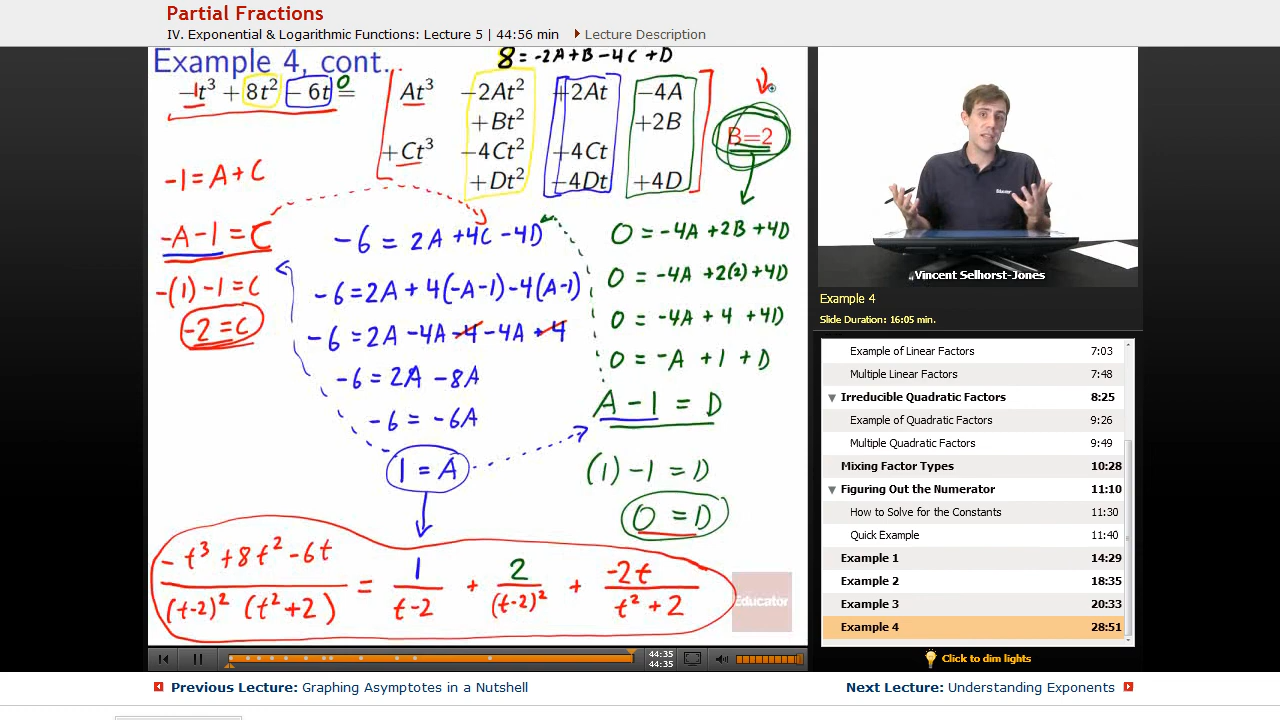 Partial Fractions
IV. Exponential & Logarithmic Functions: Lecture 5 | 44:56 min
Lecture Description
Example 4, cont.
8 = -2A + B - 4C + D
-1t³ + 8t² - 6t 0 =
At³ -2At² +2At -4A
+Bt² +2B
+Ct³ -4Ct² +4Ct
+Dt² -4Dt +4D
B=2
-1 = A + C
-A - 1 = C
-(1) - 1 = C
-2 = C
-6 = 2A + 4C - 4D
-6 = 2A + 4(-A-1) - 4(A-1)
-6 = 2A - 4A - 4 - 4A + 4
-6 = 2A - 8A
-6 = -6A
1 = A
0 = -4A + 2B + 4D
0 = -4A + 2(2) + 4D
0 = -4A + 4 + 4D
0 = -A + 1 + D
A - 1 = D
(1) - 1 = D
0 = D
-t³ + 8t² - 6t
(t-2)² (t²+2)
=
1
t-2
+
2
(t-2)²
+
-2t
t² + 2
Educator
Vincent Selhorst-Jones
Example 4
Slide Duration: 16:05 min.
Example of Linear Factors 7:03
Multiple Linear Factors 7:48
Irreducible Quadratic Factors 8:25
Example of Quadratic Factors 9:26
Multiple Quadratic Factors 9:49
Mixing Factor Types 10:28
Figuring Out the Numerator 11:10
How to Solve for the Constants 11:30
Quick Example 11:40
Example 1 14:29
Example 2 18:35
Example 3 20:33
Example 4 28:51
44:35
44:35
Click to dim lights
Previous Lecture: Graphing Asymptotes in a Nutshell
Next Lecture: Understanding Exponents